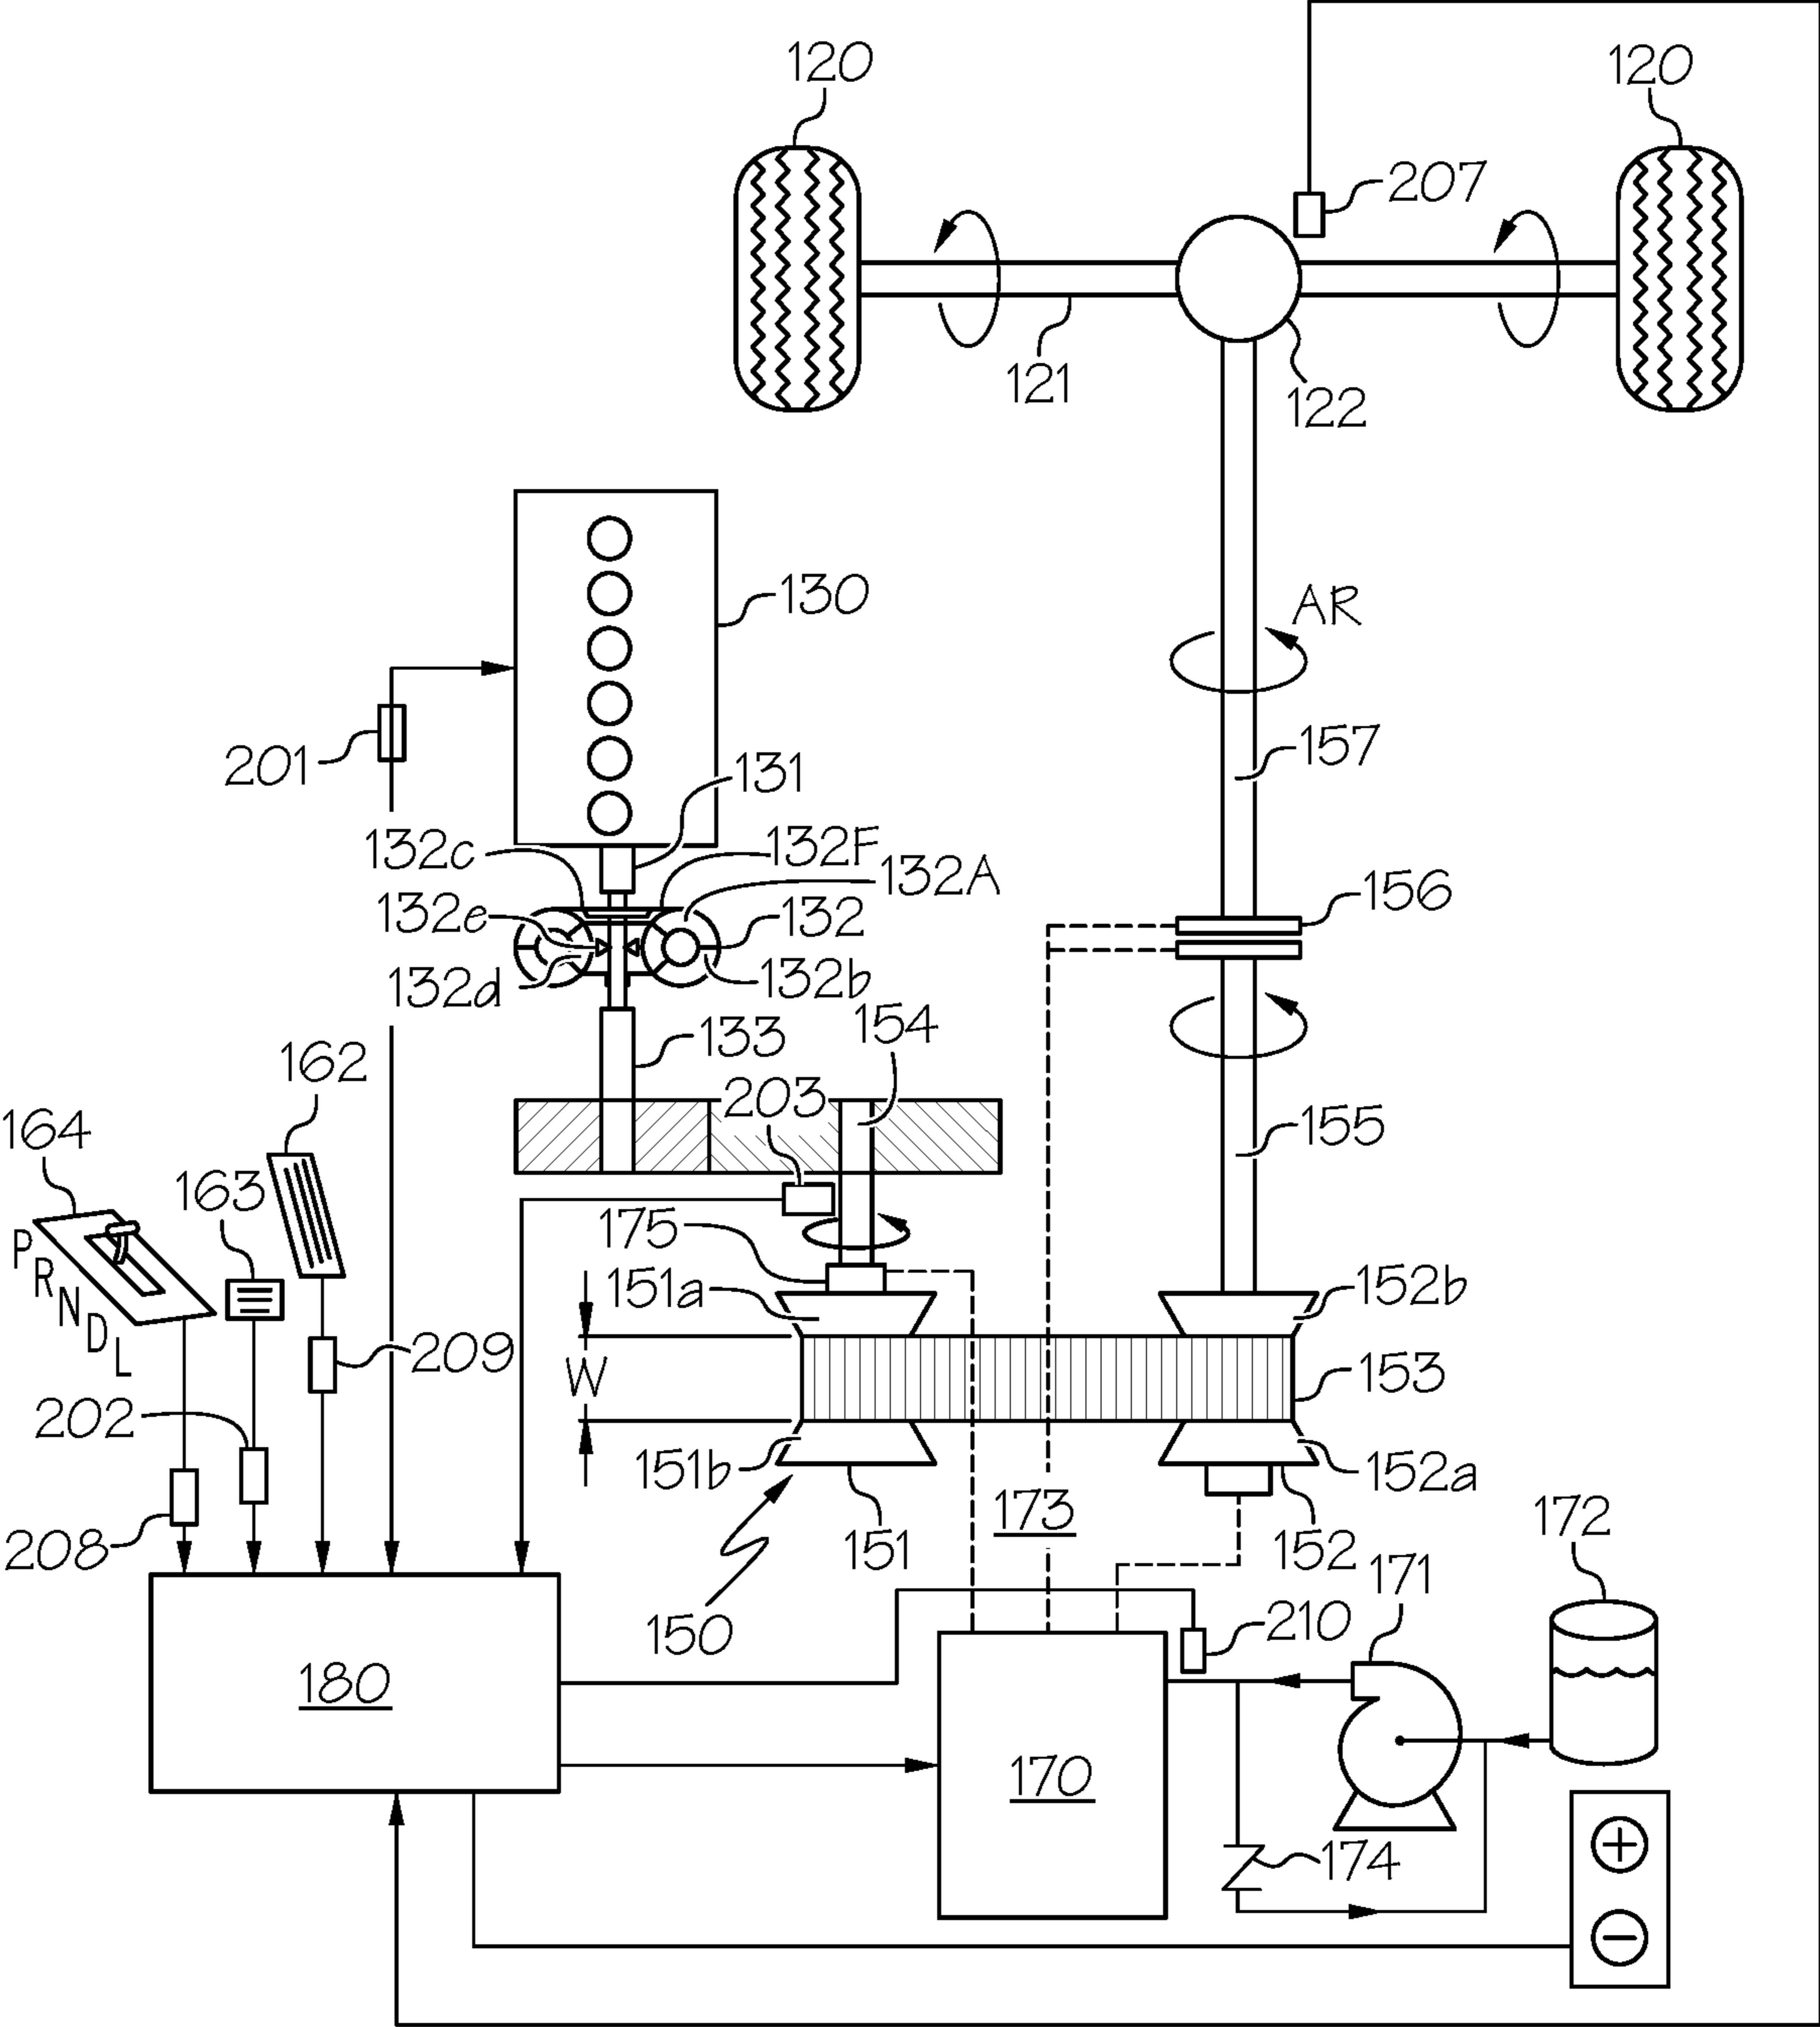 120
120
207
121
122
130
AR
201
157
131
132c
132F
132A
132e
132
156
132d
132b
154
133
162
203
164
155
163
175
P
R
N
D
L
151a
152b
209
W
153
202
151b
152a
173
172
208
151
152
171
150
210
180
170
174
+
−